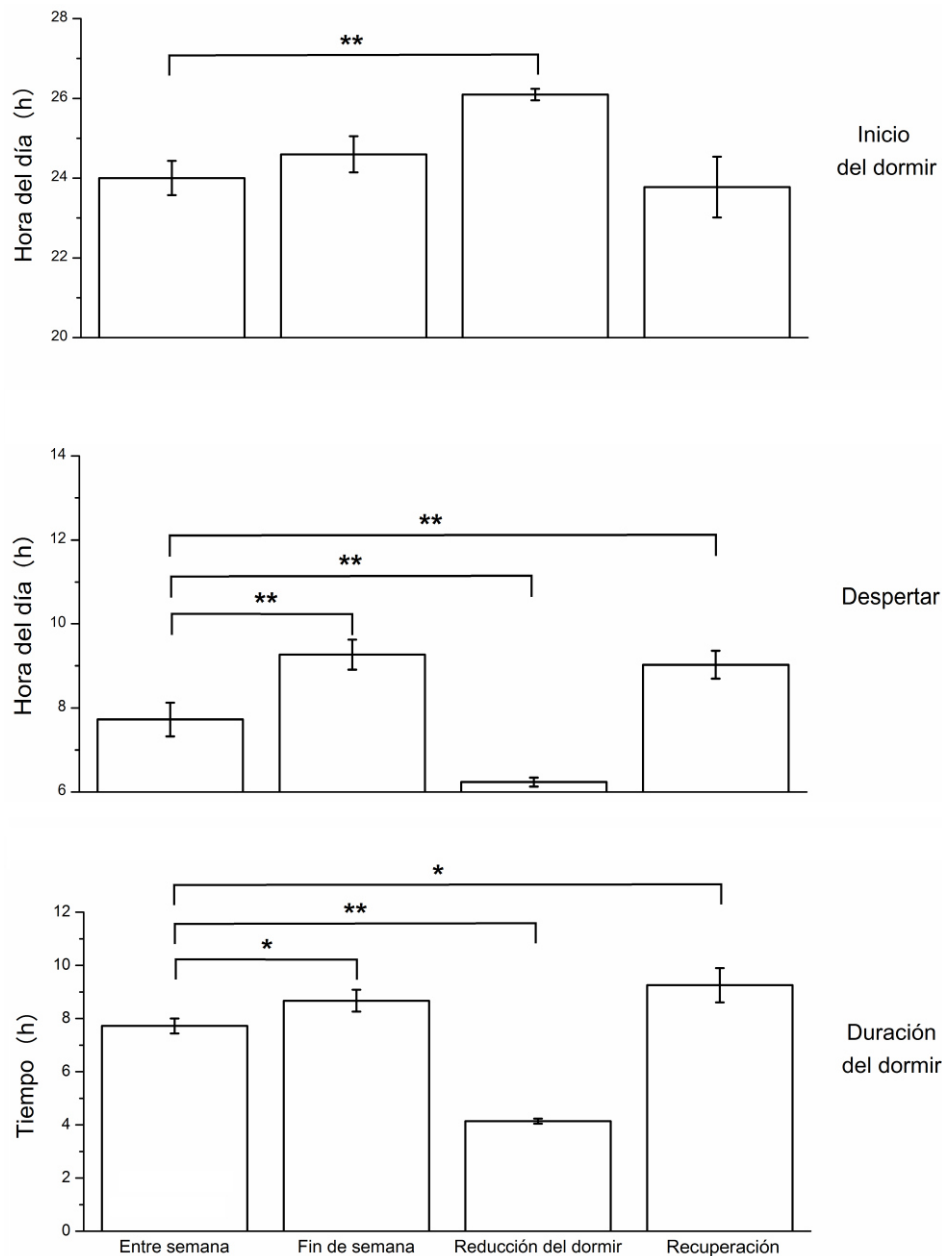 28
26
24
22
20
Hora del día (h)
**
Inicio
del dormir
14
12
10
8
6
Hora del día (h)
**
**
**
Despertar
12
10
8
6
4
2
0
Tiempo (h)
*
**
*
Duración
del dormir
Entre semana
Fin de semana
Reducción del dormir
Recuperación